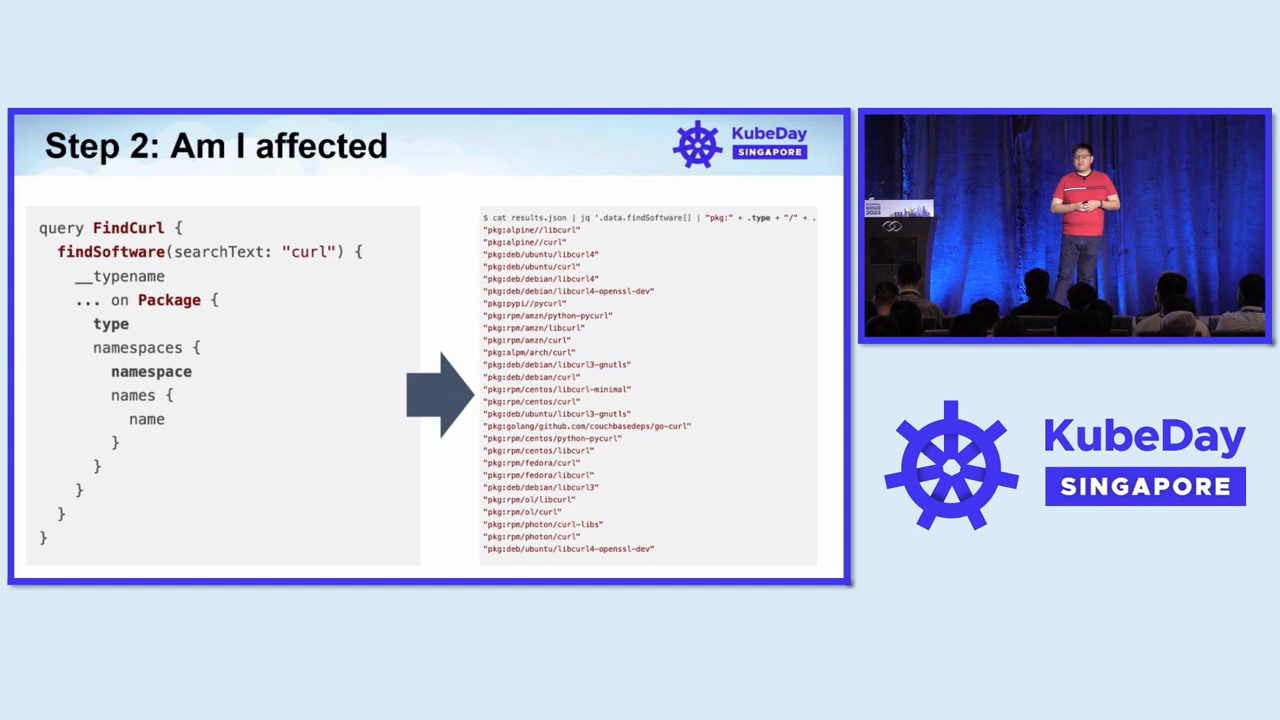 Step 2: Am I affected
KubeDay
SINGAPORE
query FindCurl {
findSoftware(searchText: "curl") {
__typename
... on Package {
type
namespaces {
namespace
names {
name
}
}
}
}
}
$ cat results.json | jq '.data.findSoftware[] | "pkg:" + .type + "/" + .
"pkg:alpine//libcurl"
"pkg:alpine//curl"
"pkg:deb/ubuntu/libcurl4"
"pkg:deb/ubuntu/curl"
"pkg:deb/debian/libcurl4"
"pkg:deb/debian/libcurl4-openssl-dev"
"pkg:pypi//pycurl"
"pkg:rpm/amzn/python-pycurl"
"pkg:rpm/amzn/libcurl"
"pkg:rpm/amzn/curl"
"pkg:alpm/arch/curl"
"pkg:deb/debian/libcurl3-gnutls"
"pkg:deb/debian/curl"
"pkg:rpm/centos/libcurl-minimal"
"pkg:rpm/centos/curl"
"pkg:deb/ubuntu/libcurl3-gnutls"
"pkg:golang/github.com/couchbasedeps/go-curl"
"pkg:rpm/centos/python-pycurl"
"pkg:rpm/centos/libcurl"
"pkg:rpm/fedora/curl"
"pkg:rpm/fedora/libcurl"
"pkg:deb/debian/libcurl3"
"pkg:rpm/ol/libcurl"
"pkg:rpm/ol/curl"
"pkg:rpm/photon/curl-libs"
"pkg:rpm/photon/curl"
"pkg:deb/ubuntu/libcurl4-openssl-dev"
KubeDay
SINGAPORE